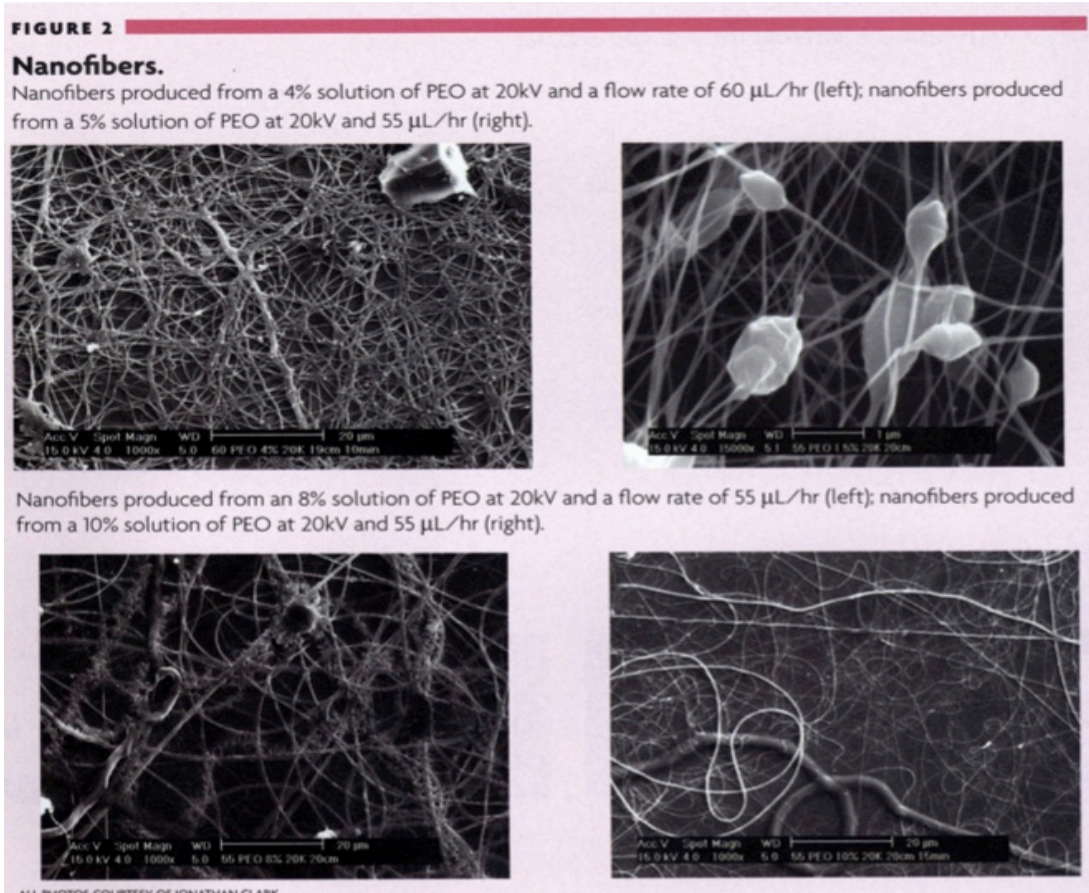 FIGURE 2
Nanofibers.
Nanofibers produced from a 4% solution of PEO at 20kV and a flow rate of 60 μL/hr (left); nanofibers produced
from a 5% solution of PEO at 20kV and 55 μL/hr (right).
Acc.V Spot Magn WD 20 μm
15.0 kV 4.0 1000x 5.0 60 PEO 4% 20K 19cm 10min
Acc.V Spot Magn WD 1 μm
15.0 kV 4.0 15000x 5.1 55 PEO 5% 20K 20cm
Nanofibers produced from an 8% solution of PEO at 20kV and a flow rate of 55 μL/hr (left); nanofibers produced
from a 10% solution of PEO at 20kV and 55 μL/hr (right).
Acc.V Spot Magn WD 20 μm
15.0 kV 4.0 1000x 5.0 55 PEO 8% 20K 20cm
Acc.V Spot Magn WD 20 μm
15.0 kV 4.0 1000x 5.0 55 PEO 10% 20K 20cm 15min
ALL PHOTOS COURTESY OF JONATHAN CLARK